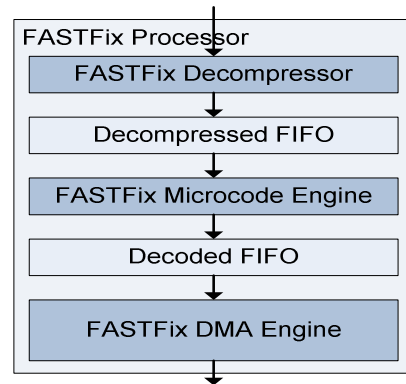 FASTFix Processor
FASTFix Decompressor
Decompressed FIFO
FASTFix Microcode Engine
Decoded FIFO
FASTFix DMA Engine